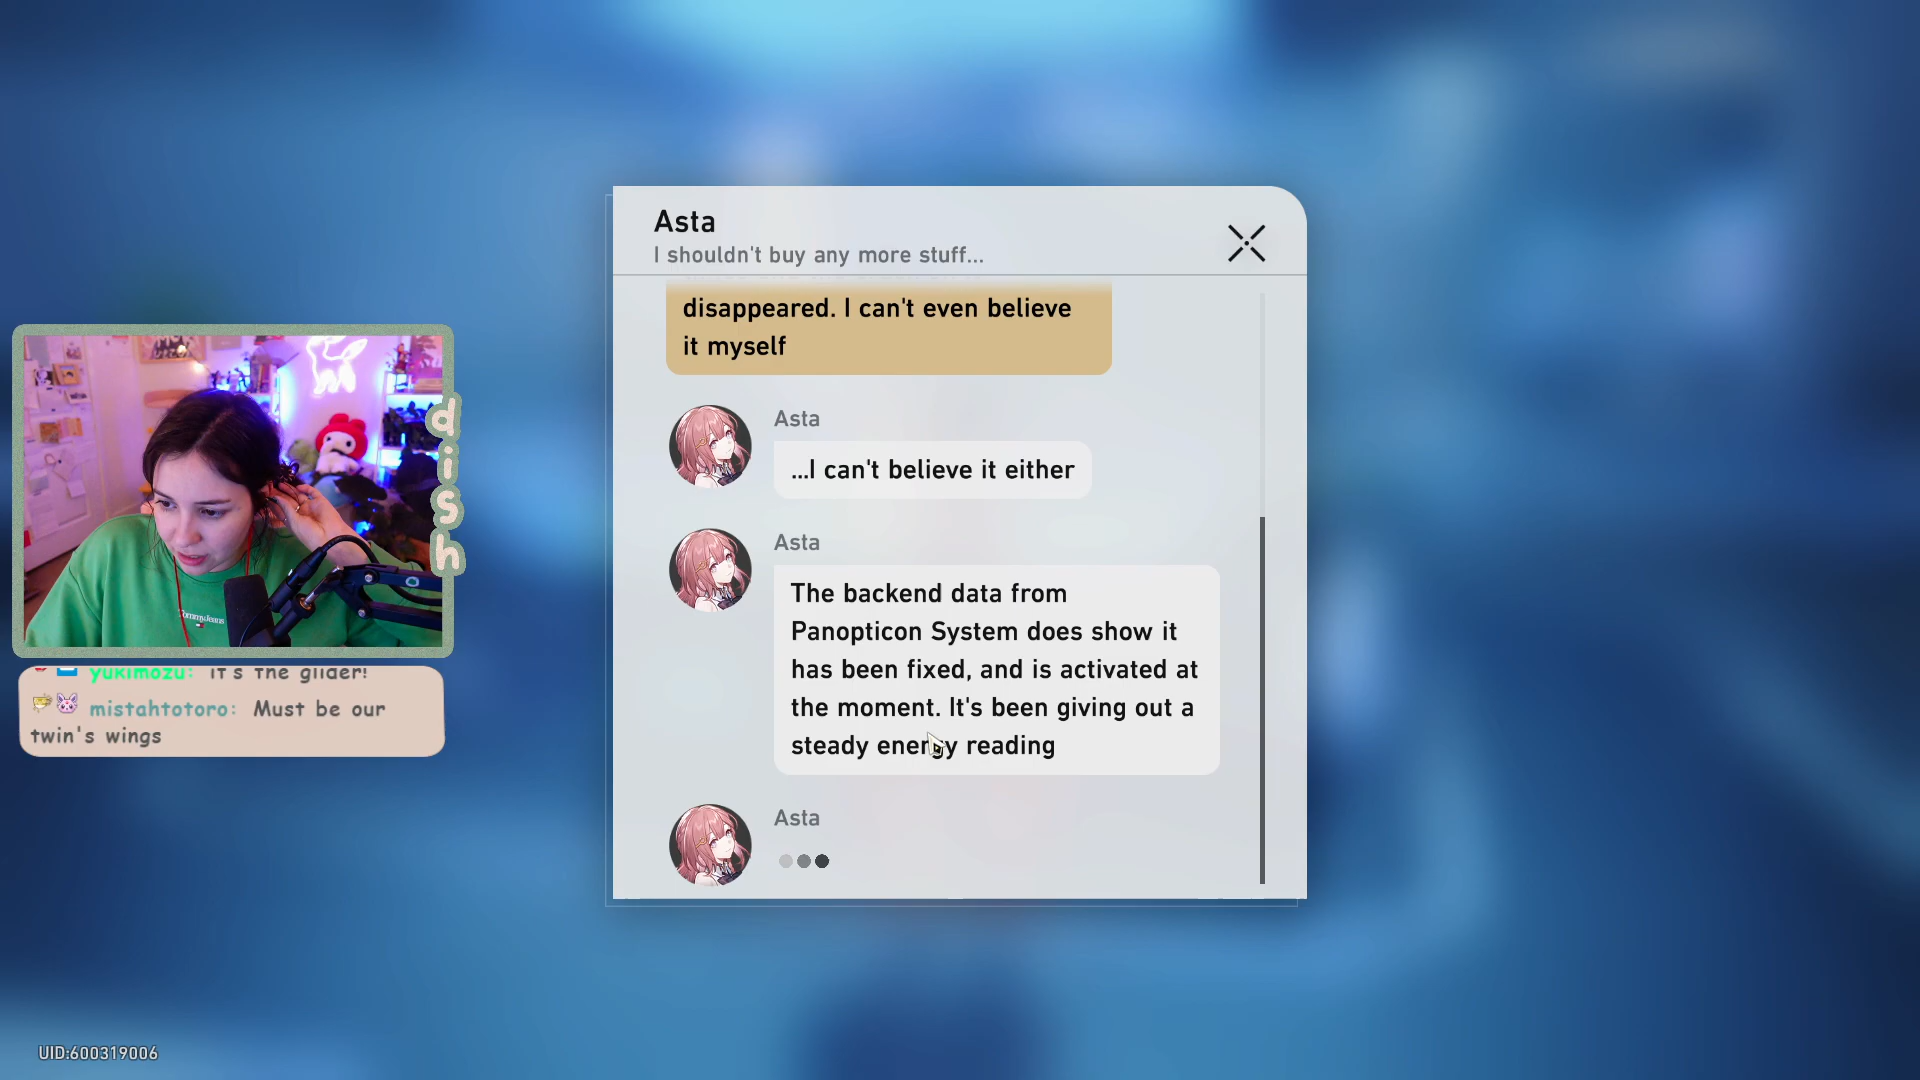 Asta
I shouldn't buy any more stuff...
disappeared. I can't even believe
it myself
Asta
...I can't believe it either
Asta
The backend data from
Panopticon System does show it
has been fixed, and is activated at
the moment. It's been giving out a
steady energy reading
Asta
dish
Tommy Jeans
yukimozu: it's the glider!
mistahtotoro: Must be our
twin's wings
UID:600319006